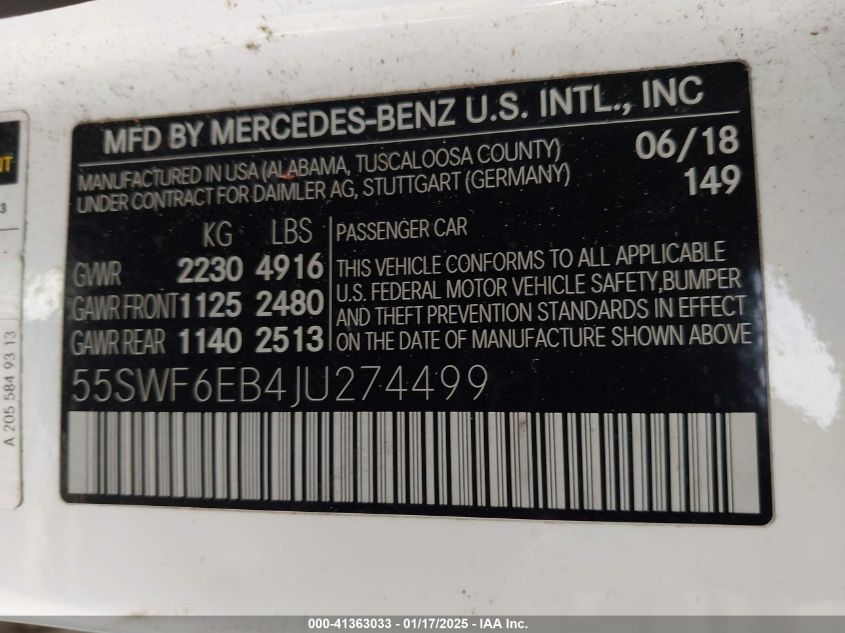 MFD BY MERCEDES-BENZ U.S. INTL., INC
MANUFACTURED IN USA (ALABAMA, TUSCALOOSA COUNTY)
UNDER CONTRACT FOR DAIMLER AG, STUTTGART (GERMANY)
06/18
149
KG LBS
GVWR 2230 4916
GAWR FRONT 1125 2480
GAWR REAR 1140 2513
PASSENGER CAR
THIS VEHICLE CONFORMS TO ALL APPLICABLE
U.S. FEDERAL MOTOR VEHICLE SAFETY,BUMPER
AND THEFT PREVENTION STANDARDS IN EFFECT
ON THE DATE OF MANUFACTURE SHOWN ABOVE
55SWF6EB4JU274499
A 205 584 93 13
000-41363033 - 01/17/2025 - IAA Inc.